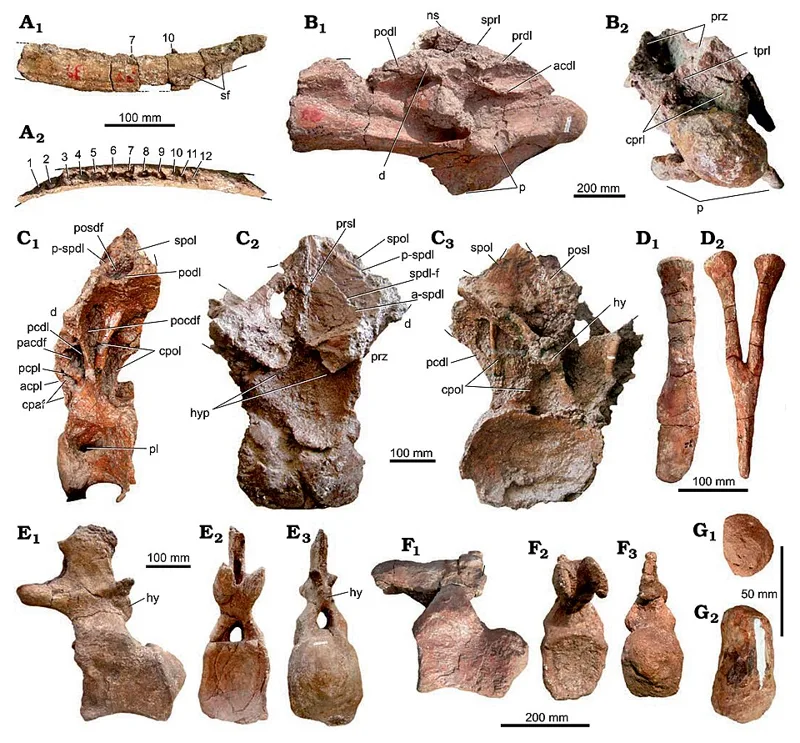 A1
7 10
sf
100 mm
A2
1 2 3 4 5 6 7 8 9 10 11 12
B1
ns
sprl
podl
prdl
acdl
d
p
200 mm
B2
prz
tprl
cprl
p
C1
posdf
p-spdl
spol
podl
d
pocdf
pcdl
pacdf
cpol
pcpl
acpl
cpaf
pl
C2
prsl
spol
p-spdl
spdl-f
a-spdl
d
prz
hyp
100 mm
C3
spol
posl
hy
pcdl
cpol
D1
D2
100 mm
E1
100 mm
hy
E2
E3
hy
F1
F2
F3
200 mm
G1
50 mm
G2